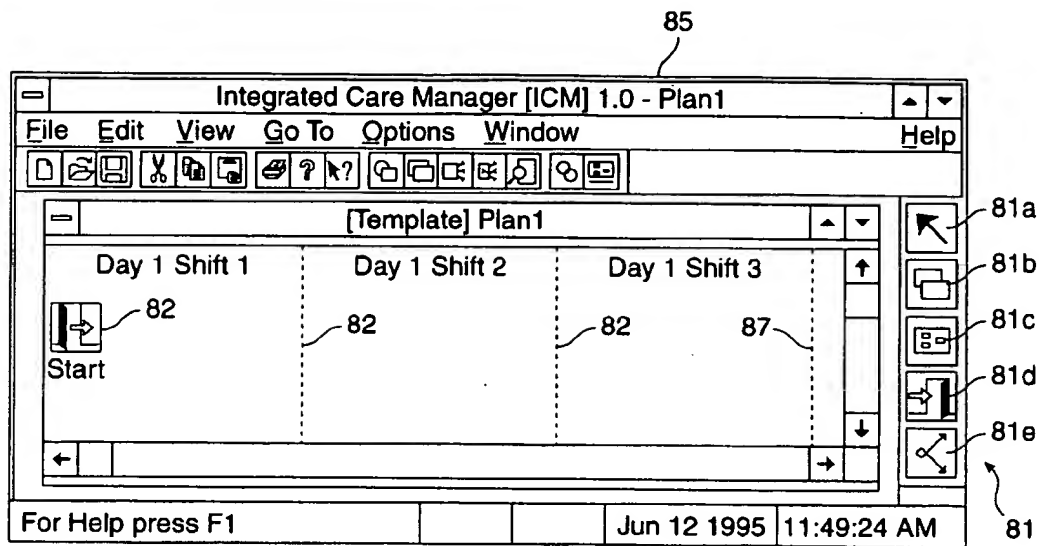 85
Integrated Care Manager [ICM] 1.0 - Plan1
File Edit View Go To Options Window Help
? ?
[Template] Plan1
Day 1 Shift 1 Day 1 Shift 2 Day 1 Shift 3
82 82 82 87
Start
81a
81b
81c
81d
81e
For Help press F1 Jun 12 1995 11:49:24 AM
81